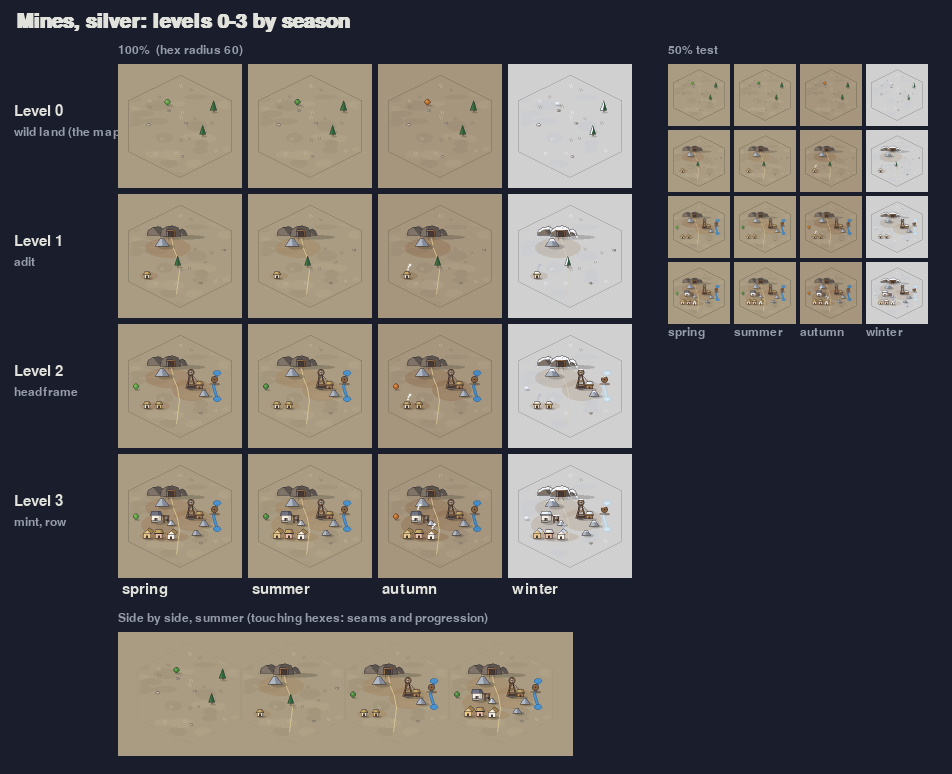 Mines, silver: levels 0-3 by season
100% (hex radius 60)
50% test
Level 0
wild land (the map
Level 1
adit
Level 2
headframe
Level 3
mint, row
spring
summer
autumn
winter
spring
summer
autumn
winter
Side by side, summer (touching hexes: seams and progression)